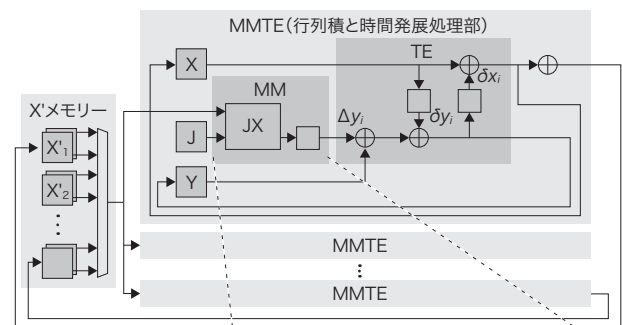 MMTE(行列積と時間発展処理部)
TE
X
δxᵢ
MM
X'メモリー
Δyᵢ
δyᵢ
JX
X'₁
J
X'₂
Y
⋮
MMTE
⋮
MMTE